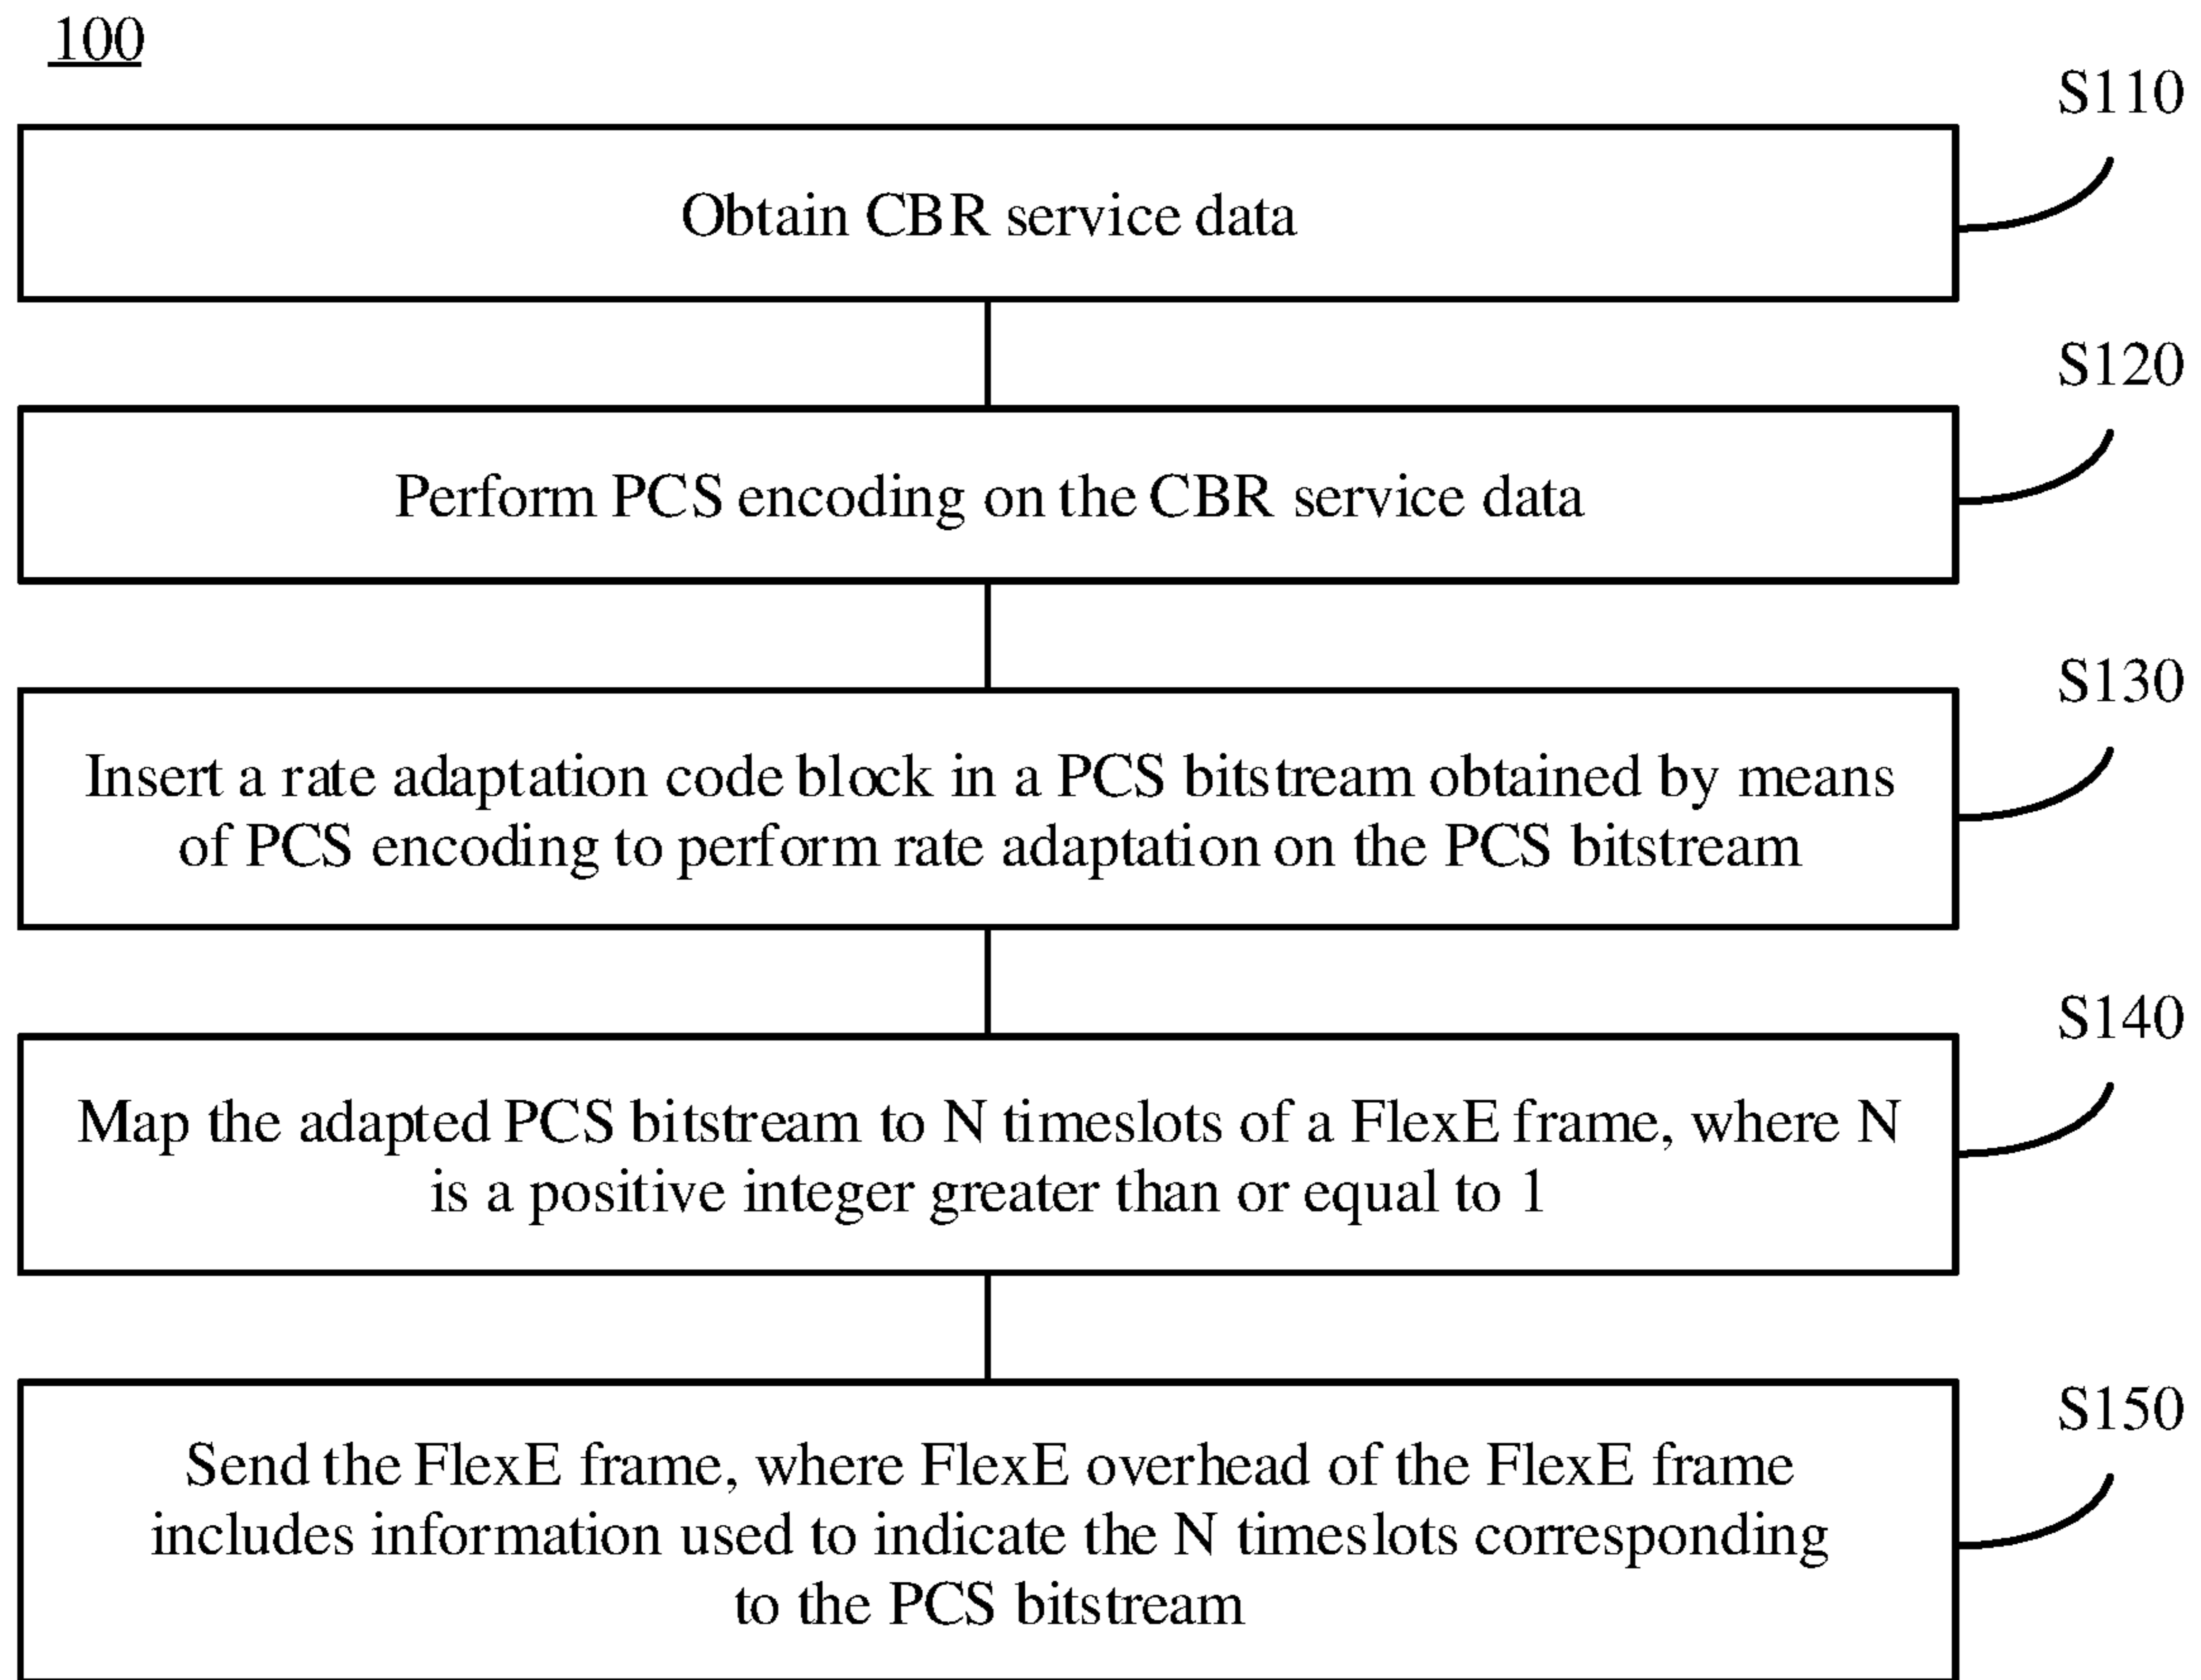 100
S110
Obtain CBR service data
S120
Perform PCS encoding on the CBR service data
S130
Insert a rate adaptation code block in a PCS bitstream obtained by means
of PCS encoding to perform rate adaptation on the PCS bitstream
S140
Map the adapted PCS bitstream to N timeslots of a FlexE frame, where N
is a positive integer greater than or equal to 1
S150
Send the FlexE frame, where FlexE overhead of the FlexE frame
includes information used to indicate the N timeslots corresponding
to the PCS bitstream